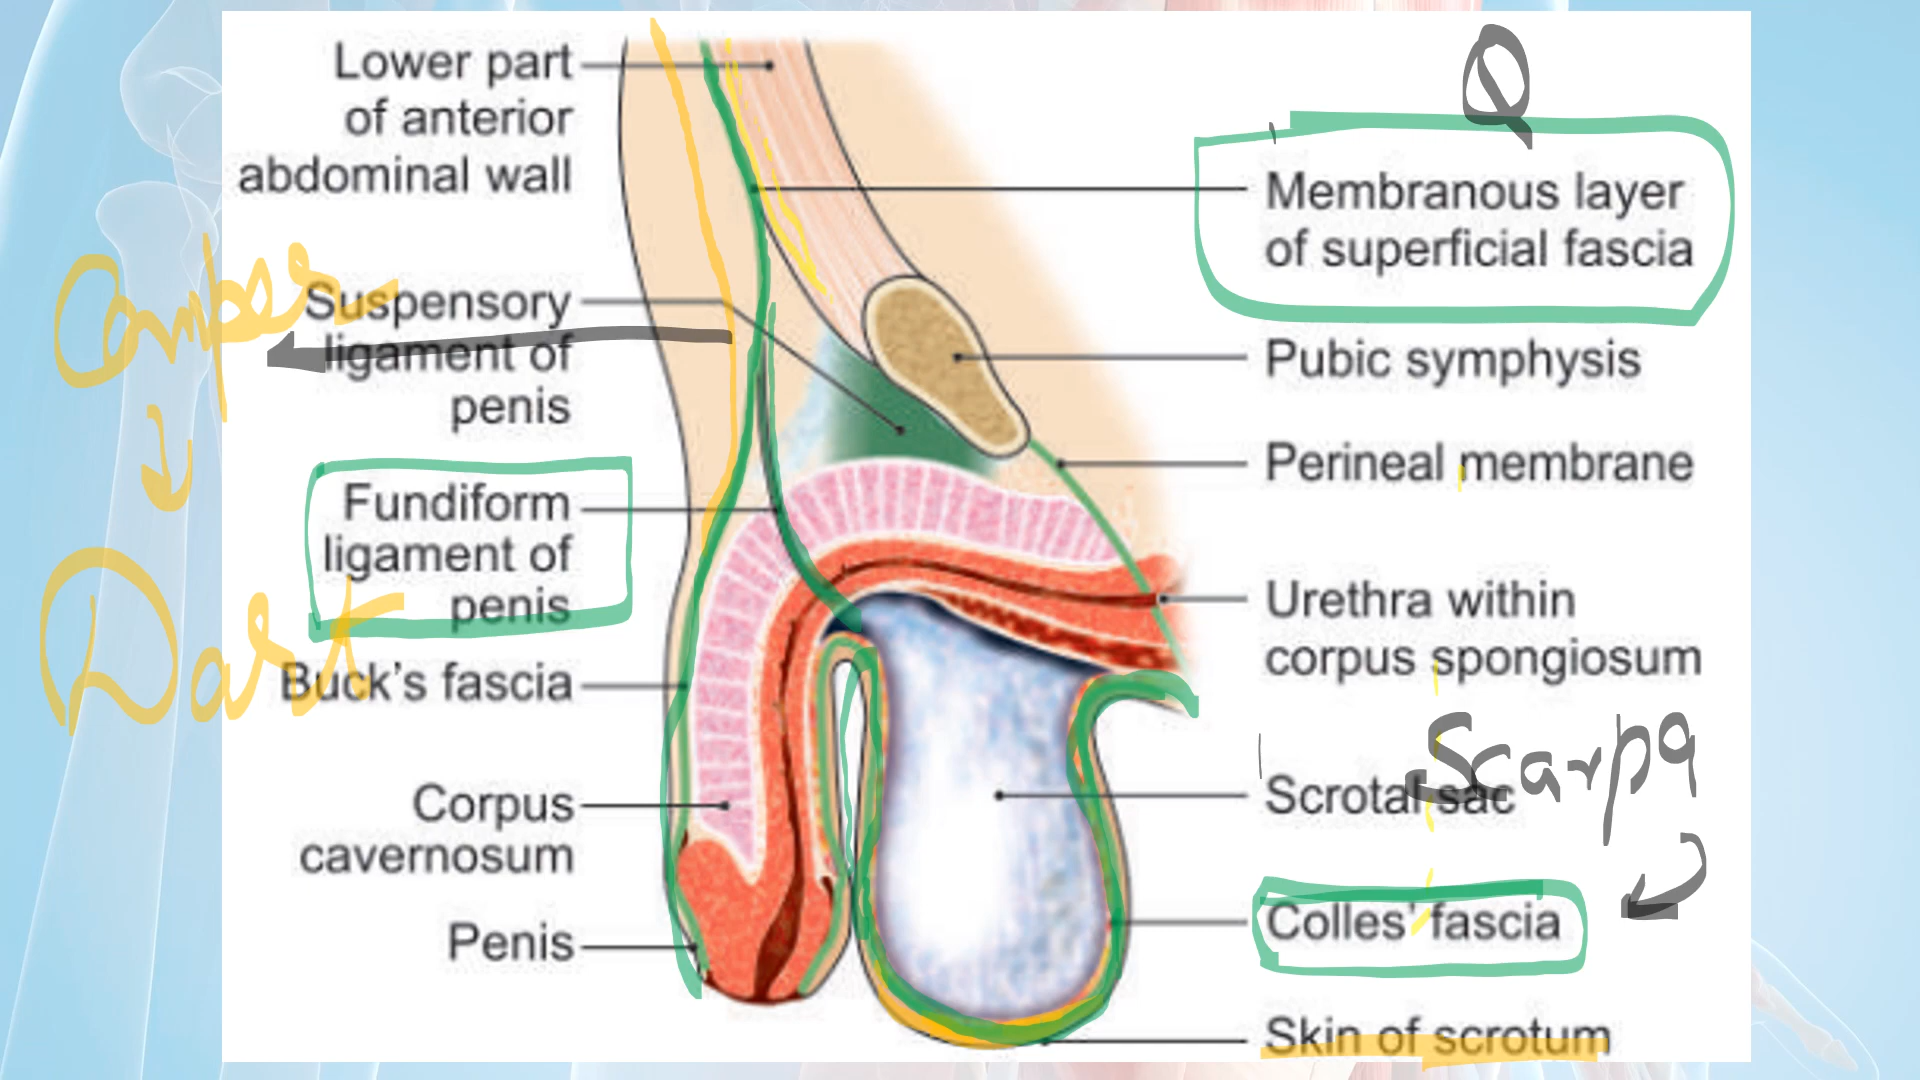 Lower part
of anterior
abdominal wall
Camper
Suspensory
ligament of
penis
Fundiform
ligament of
penis
Dart
Buck's fascia
Corpus
cavernosum
Penis
Q
Membranous layer
of superficial fascia
Pubic symphysis
Perineal membrane
Urethra within
corpus spongiosum
Scarpa
Scrotal sac
Colles' fascia
Skin of scrotum